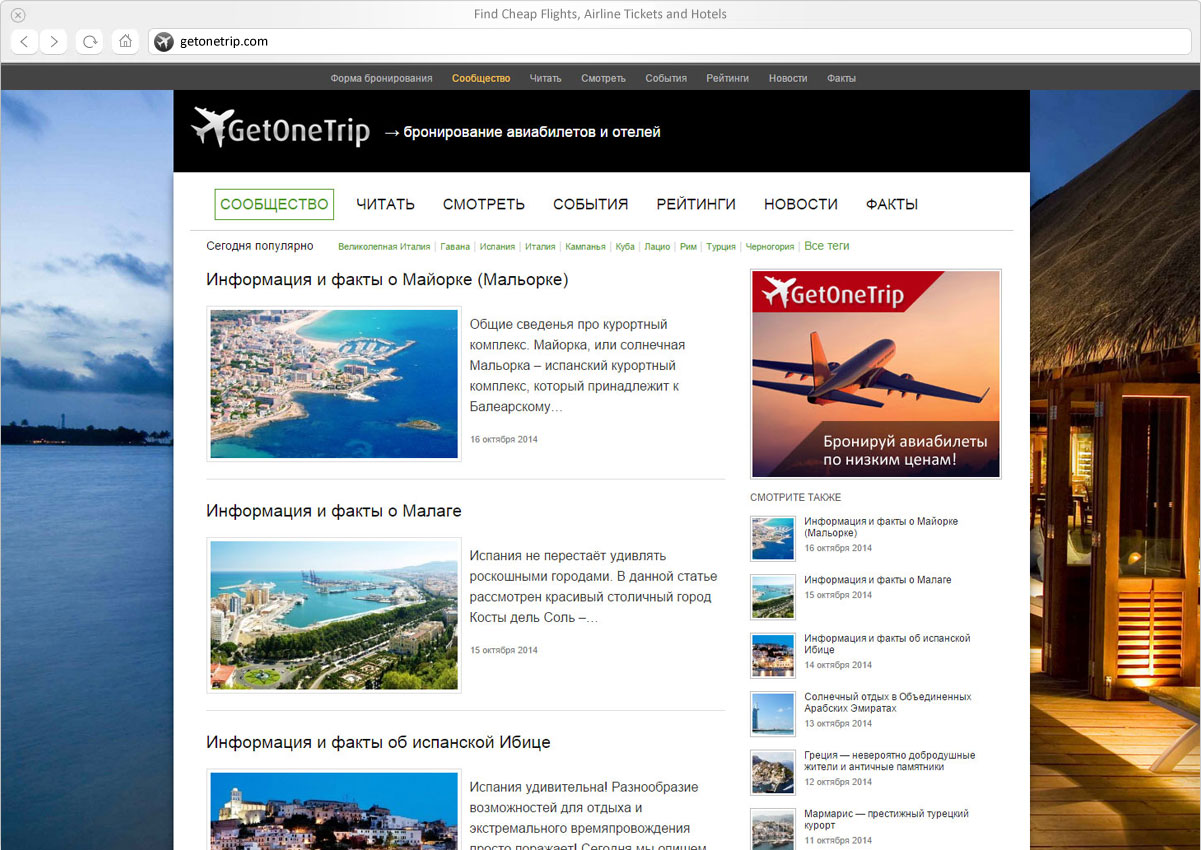 Find Cheap Flights, Airline Tickets and Hotels
getonetrip.com
Форма бронирования Сообщество Читать Смотреть События Рейтинги Новости Факты
GetOneTrip → бронирование авиабилетов и отелей
СООБЩЕСТВО ЧИТАТЬ СМОТРЕТЬ СОБЫТИЯ РЕЙТИНГИ НОВОСТИ ФАКТЫ
Сегодня популярно Великолепная Италия | Гавана | Испания | Италия | Кампанья | Куба | Лацио | Рим | Турция | Черногория | Все теги
Информация и факты о Майорке (Мальорке)
Общие сведенья про курортный
комплекс. Майорка, или солнечная
Мальорка – испанский курортный
комплекс, который принадлежит к
Балеарскому…
16 октября 2014
Информация и факты о Малаге
Испания не перестаёт удивлять
роскошными городами. В данной статье
рассмотрен красивый столичный город
Косты дель Соль –…
15 октября 2014
Информация и факты об испанской Ибице
Испания удивительна! Разнообразие
возможностей для отдыха и
экстремального времяпровождения
просто поражает! Сегодня мы опишем
GetOneTrip
Бронируй авиабилеты
по низким ценам!
СМОТРИТЕ ТАКЖЕ
Информация и факты о Майорке
(Мальорке)
16 октября 2014
Информация и факты о Малаге
15 октября 2014
Информация и факты об испанской
Ибице
14 октября 2014
Солнечный отдых в Объединенных
Арабских Эмиратах
13 октября 2014
Греция — невероятно добродушные
жители и античные памятники
12 октября 2014
Мармарис — престижный турецкий
курорт
11 октября 2014